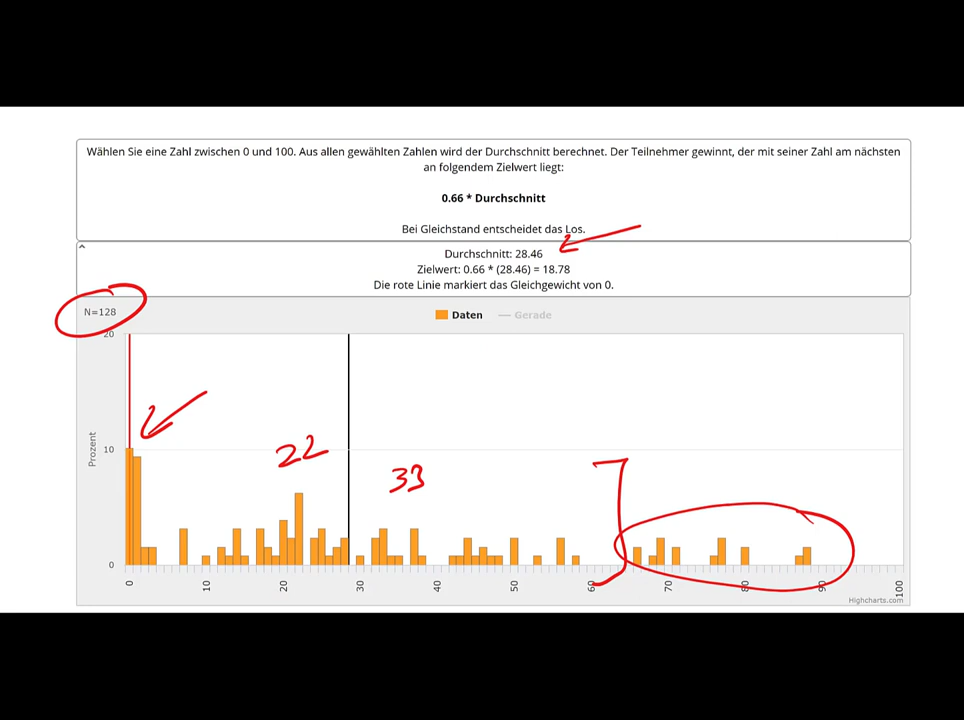 Wählen Sie eine Zahl zwischen 0 und 100. Aus allen gewählten Zahlen wird der Durchschnitt berechnet. Der Teilnehmer gewinnt, der mit seiner Zahl am nächsten
an folgendem Zielwert liegt:
0.66 * Durchschnitt
Bei Gleichstand entscheidet das Los.
Durchschnitt: 28.46
Zielwert: 0.66 * (28.46) = 18.78
Die rote Linie markiert das Gleichgewicht von 0.
N=128
Daten
Gerade
20
10
0
Prozent
22
33
0 10 20 30 40 50 60 70 80 90 100
Highcharts.com